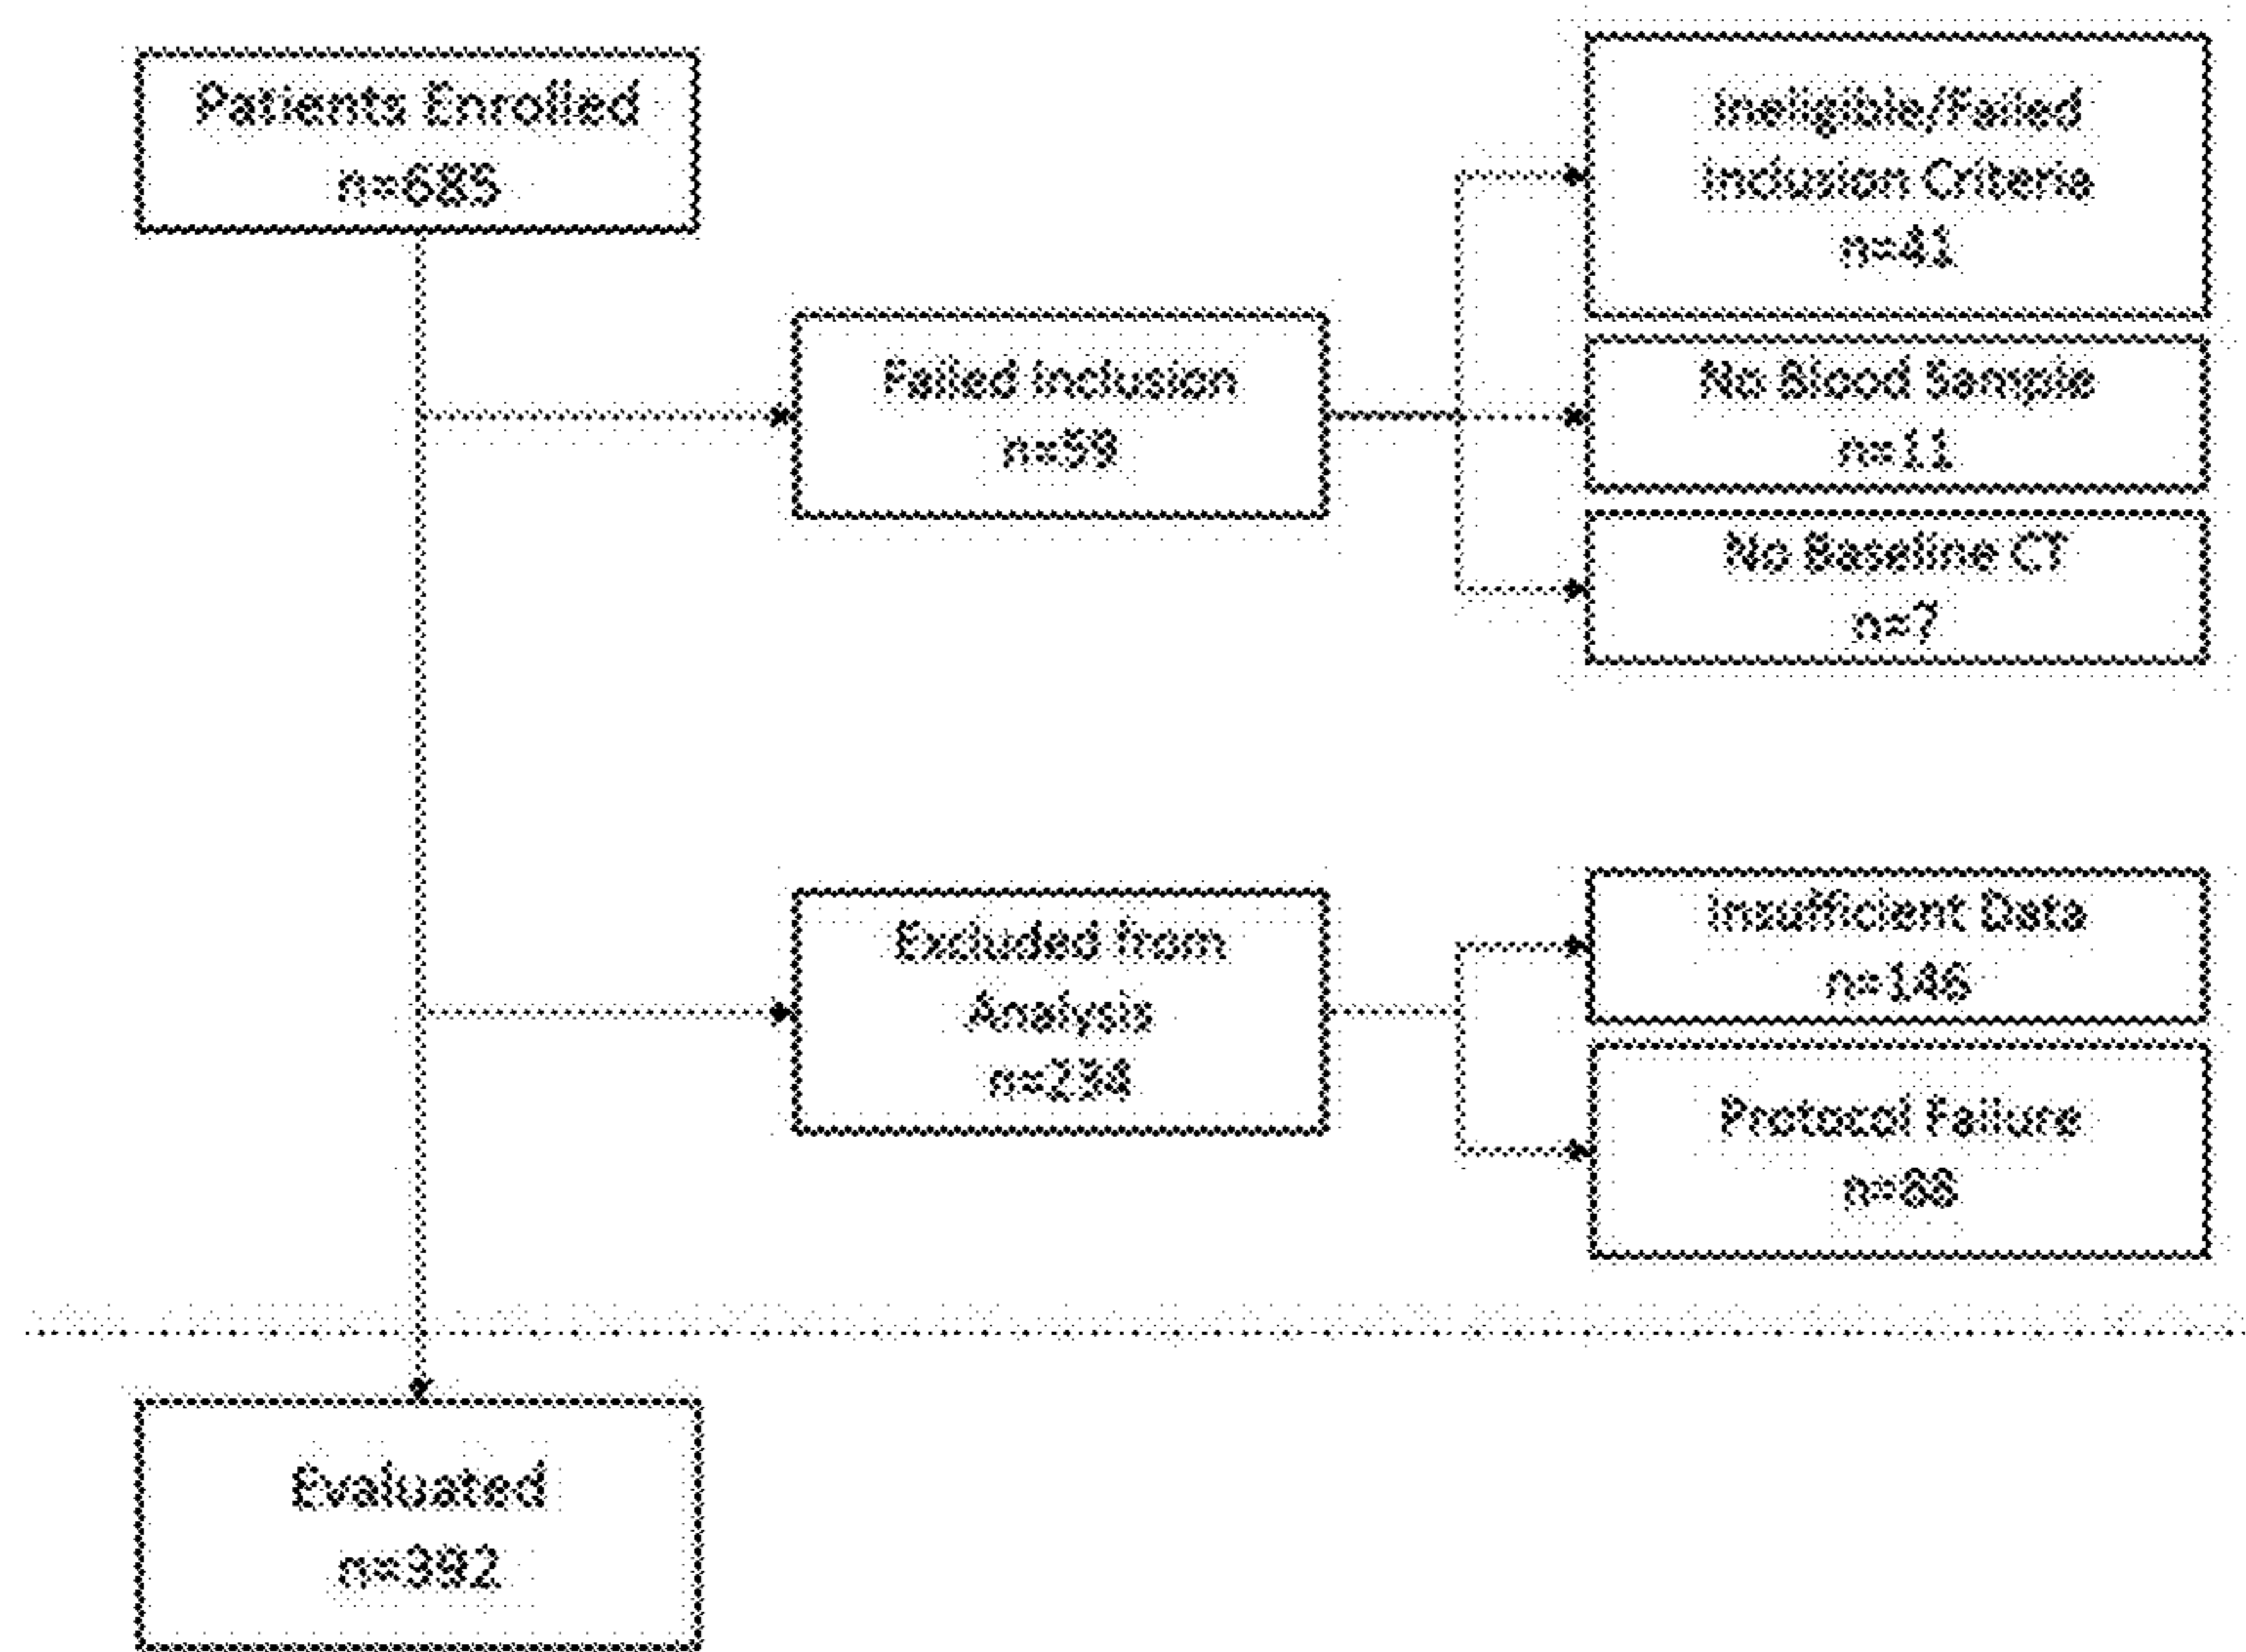 Patients Enrolled
n=685
Ineligible/Failed
Inclusion Criteria
n=41
Failed Inclusion
n=59
No Blood Sample
n=11
No Baseline CT
n=7
Excluded from
Analysis
n=234
Insufficient Data
n=146
Protocol Failure
n=88
Evaluated
n=392